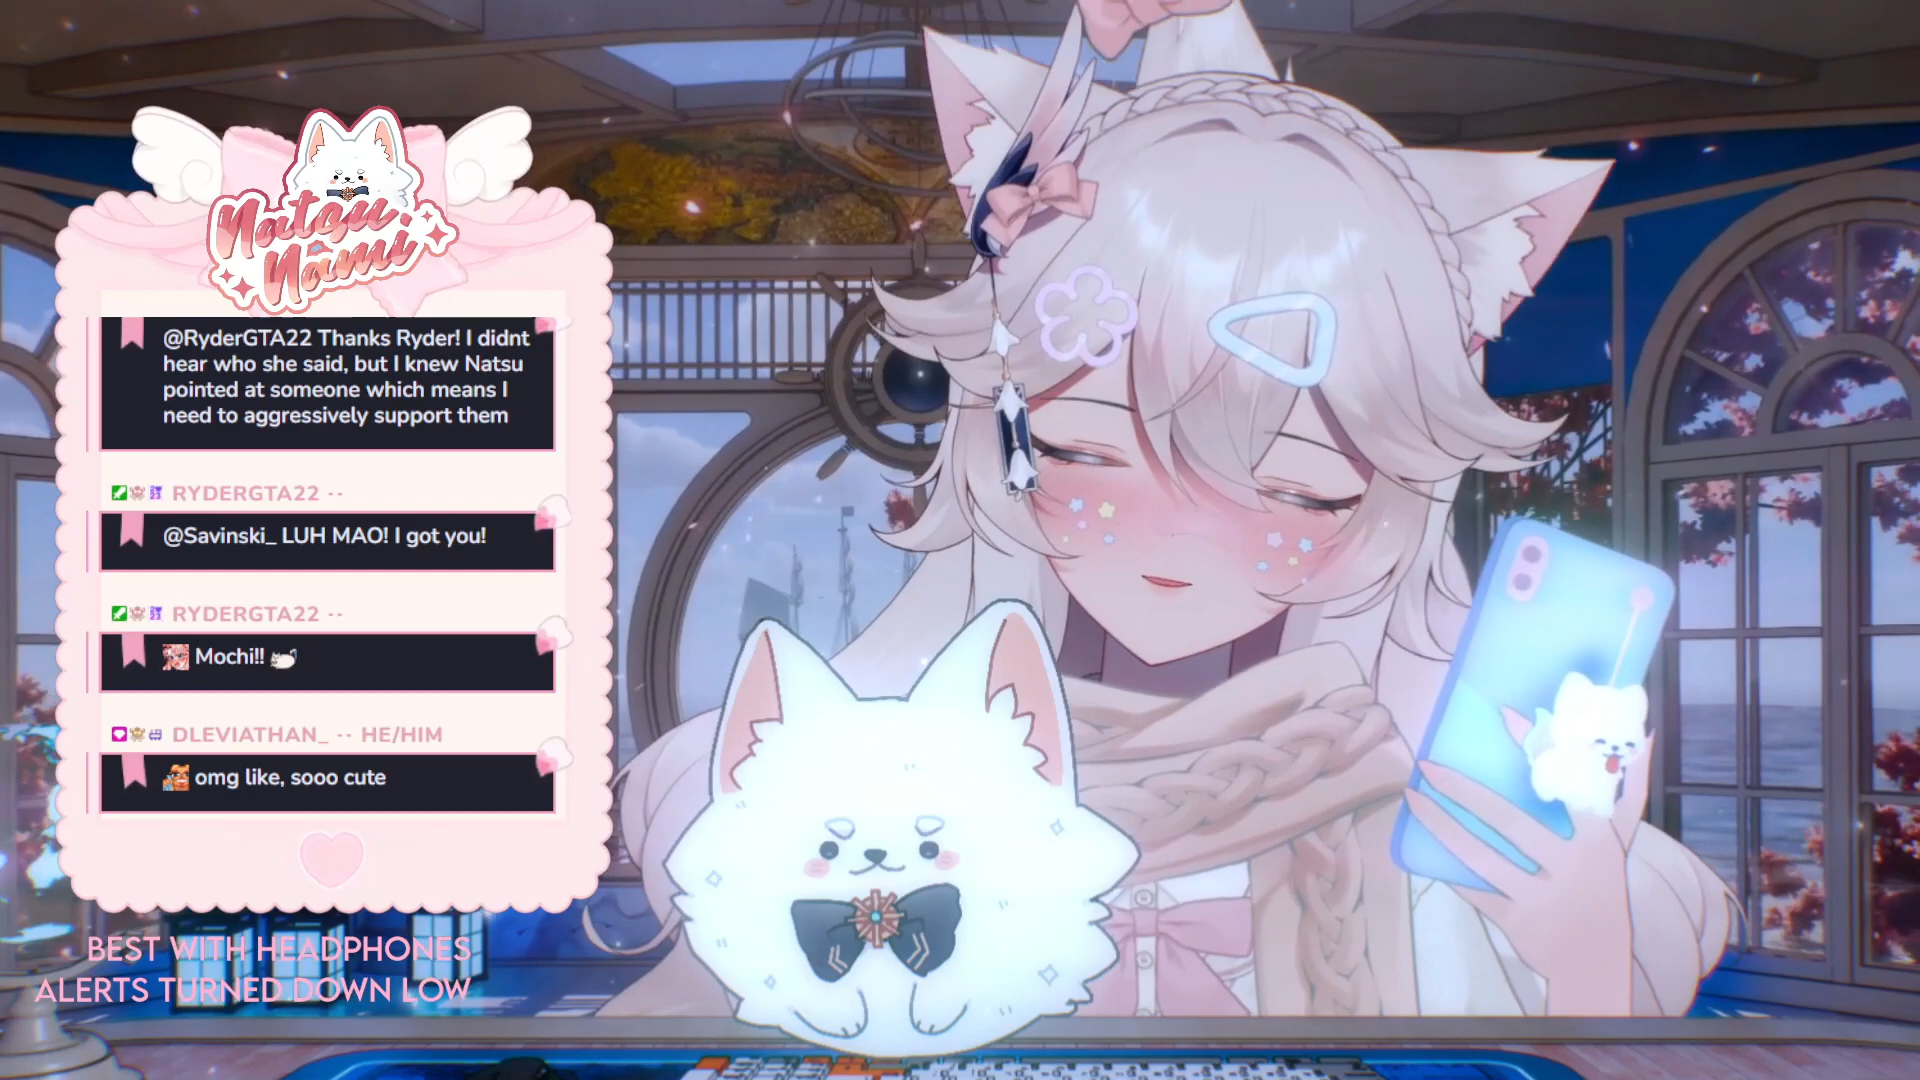 Natsu
Nami
@RyderGTA22 Thanks Ryder! I didnt
hear who she said, but I knew Natsu
pointed at someone which means I
need to aggressively support them
RYDERGTA22 --
@Savinski_ LUH MAO! I got you!
RYDERGTA22 --
Mochi!!
DLEVIATHAN_ -- HE/HIM
omg like, sooo cute
BEST WITH HEADPHONES
ALERTS TURNED DOWN LOW